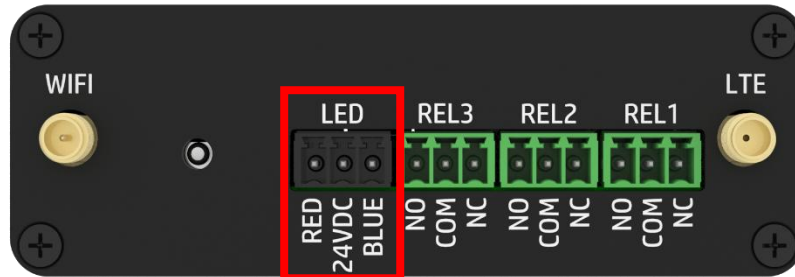 WIFI
LTE
LED REL3 REL2 REL1
RED 24VDC BLUE NO COM NC NO COM NC NO COM NC